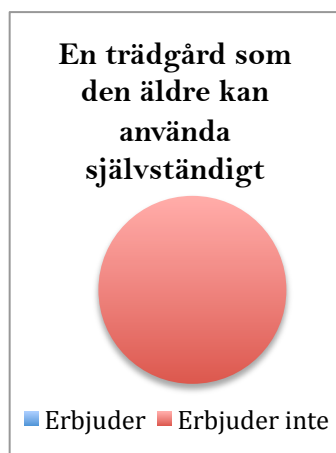 En trädgård som
den äldre kan
använda
självständigt
Erbjuder Erbjuder inte